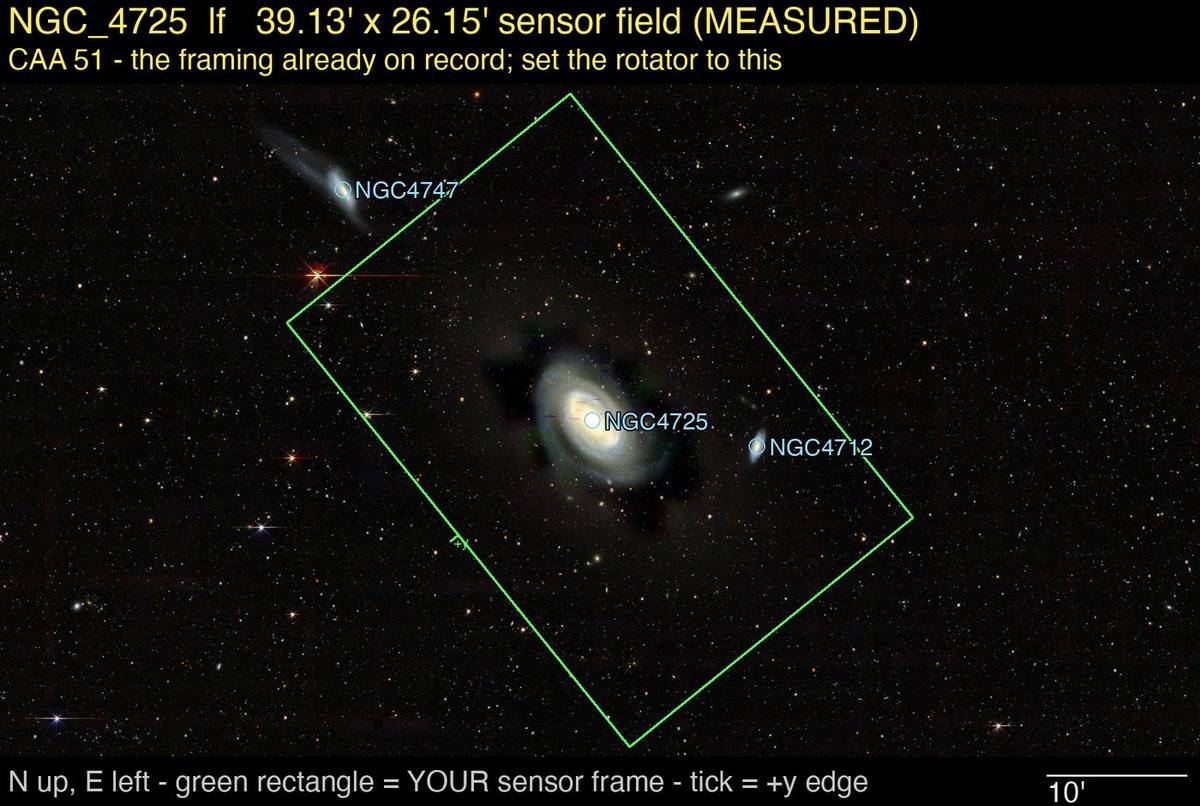 NGC_4725 lf 39.13' x 26.15' sensor field (MEASURED)
CAA 51 - the framing already on record; set the rotator to this
NGC4747
NGC4725
NGC4712
+y
N up, E left - green rectangle = YOUR sensor frame - tick = +y edge
10'